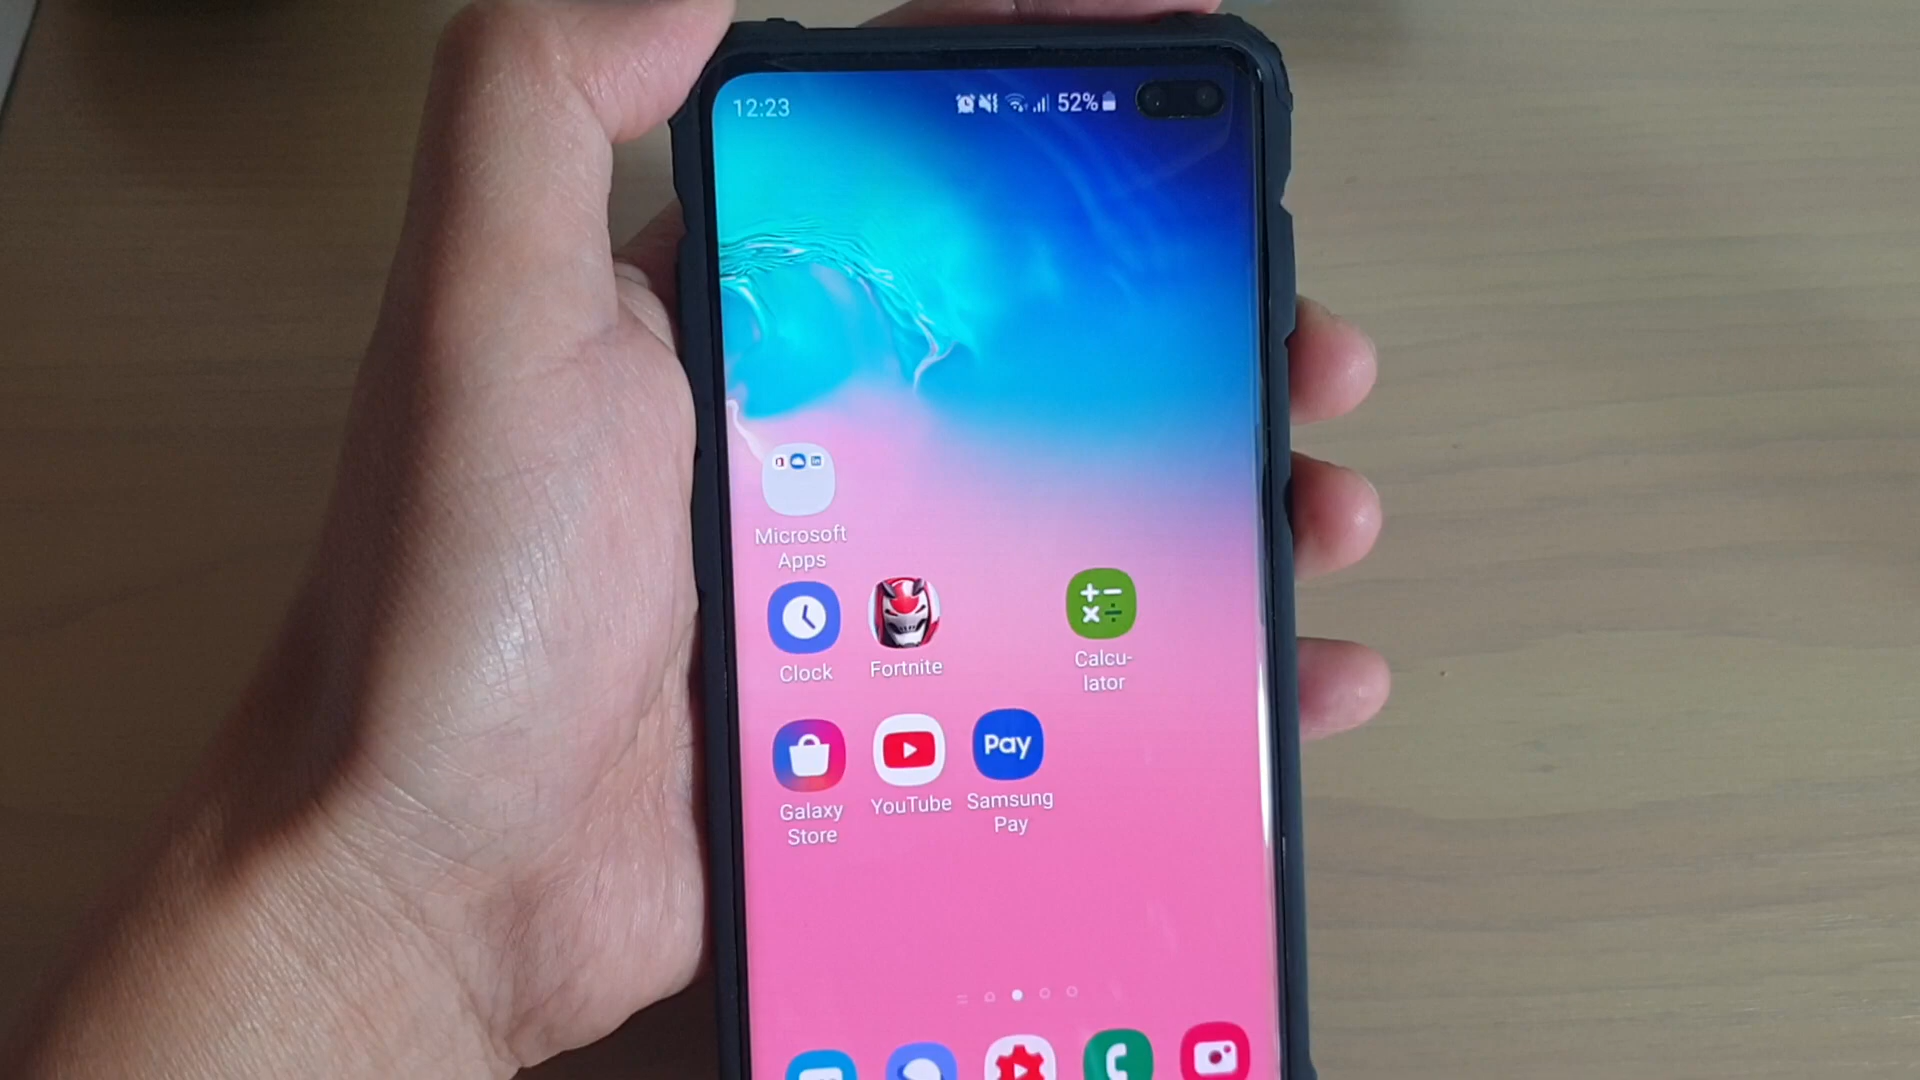 12:23
52%
Microsoft
Apps
Clock
Fortnite
Calcu-
lator
Galaxy
Store
YouTube
Pay
Samsung
Pay